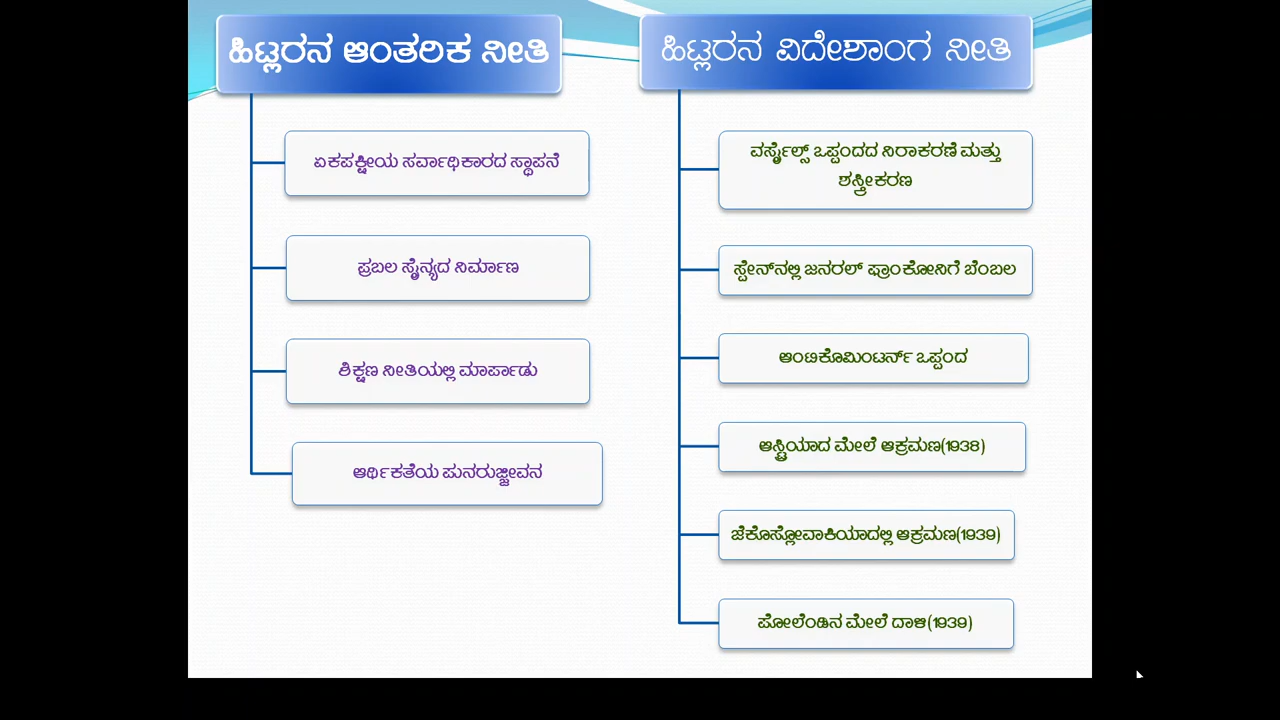 ಹಿಟ್ಲರನ ಆಂತರಿಕ ನೀತಿ
ಏಕಪಕ್ಷೀಯ ಸರ್ವಾಧಿಕಾರದ ಸ್ಥಾಪನೆ
ಪ್ರಬಲ ಸೈನ್ಯದ ನಿರ್ಮಾಣ
ಶಿಕ್ಷಣ ನೀತಿಯಲ್ಲಿ ಮಾರ್ಪಾಡು
ಆರ್ಥಿಕತೆಯ ಪುನರುಜ್ಜೀವನ
ಹಿಟ್ಲರನ ವಿದೇಶಾಂಗ ನೀತಿ
ವರ್ಸೈಲ್ಸ್ ಒಪ್ಪಂದದ ನಿರಾಕರಣೆ ಮತ್ತು
ಶಸ್ತ್ರೀಕರಣ
ಸ್ಪೇನ್‌ನಲ್ಲಿ ಜನರಲ್ ಫ್ರಾಂಕೋನಿಗೆ ಬೆಂಬಲ
ಆಂಟಿಕೊಮಿಂಟರ್ನ್ ಒಪ್ಪಂದ
ಆಸ್ಟ್ರಿಯಾದ ಮೇಲೆ ಆಕ್ರಮಣ(1938)
ಜೆಕೊಸ್ಲೋವಾಕಿಯಾದಲ್ಲಿ ಆಕ್ರಮಣ(1939)
ಪೋಲೆಂಡಿನ ಮೇಲೆ ದಾಳಿ(1939)